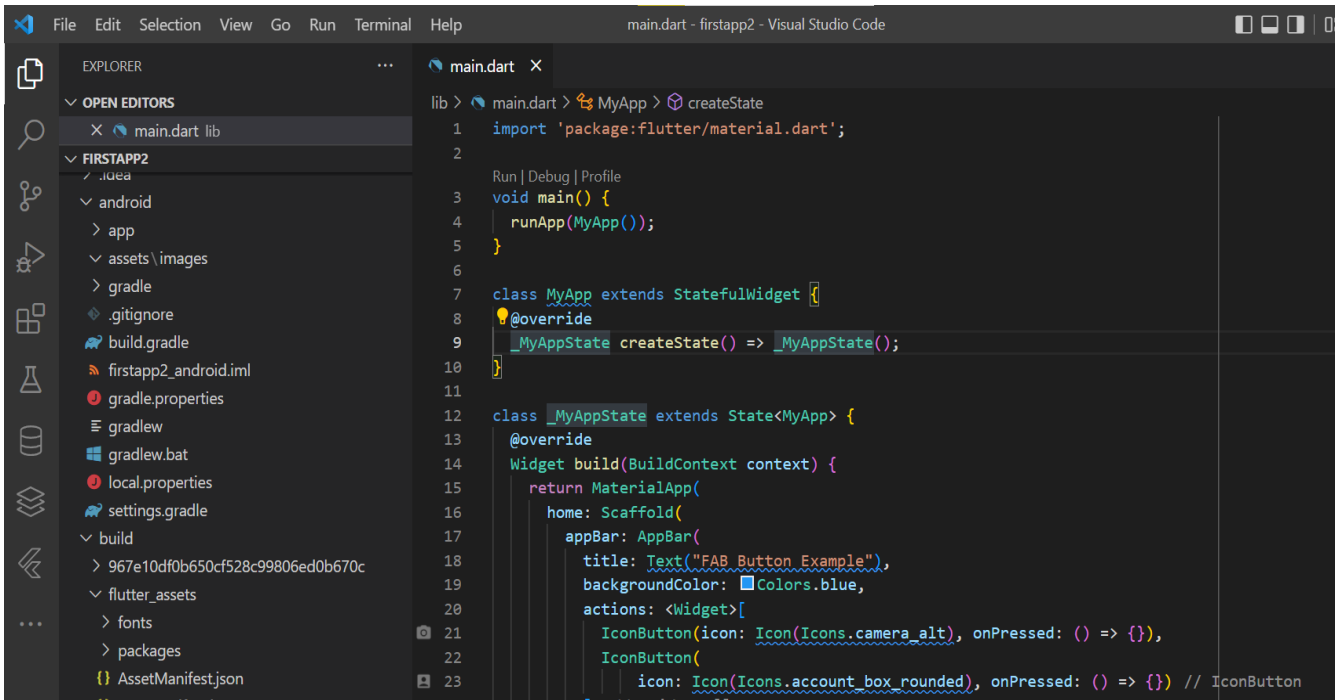 File Edit Selection View Go Run Terminal Help
main.dart - firstapp2 - Visual Studio Code
EXPLORER
OPEN EDITORS
main.dart lib
FIRSTAPP2
.idea
android
app
assets\images
gradle
.gitignore
build.gradle
firstapp2_android.iml
gradle.properties
gradlew
gradlew.bat
local.properties
settings.gradle
build
967e10df0b650cf528c99806ed0b670c
flutter_assets
fonts
packages
{} AssetManifest.json
main.dart
lib > main.dart > MyApp > createState
1 import 'package:flutter/material.dart';
2
Run | Debug | Profile
3 void main() {
4 runApp(MyApp());
5 }
6
7 class MyApp extends StatefulWidget {
8 @override
9 _MyAppState createState() => _MyAppState();
10 }
11
12 class _MyAppState extends State<MyApp> {
13 @override
14 Widget build(BuildContext context) {
15 return MaterialApp(
16 home: Scaffold(
17 appBar: AppBar(
18 title: Text("FAB Button Example"),
19 backgroundColor: Colors.blue,
20 actions: <Widget>[
21 IconButton(icon: Icon(Icons.camera_alt), onPressed: () => {}),
22 IconButton(
23 icon: Icon(Icons.account_box_rounded), onPressed: () => {}) // IconButton